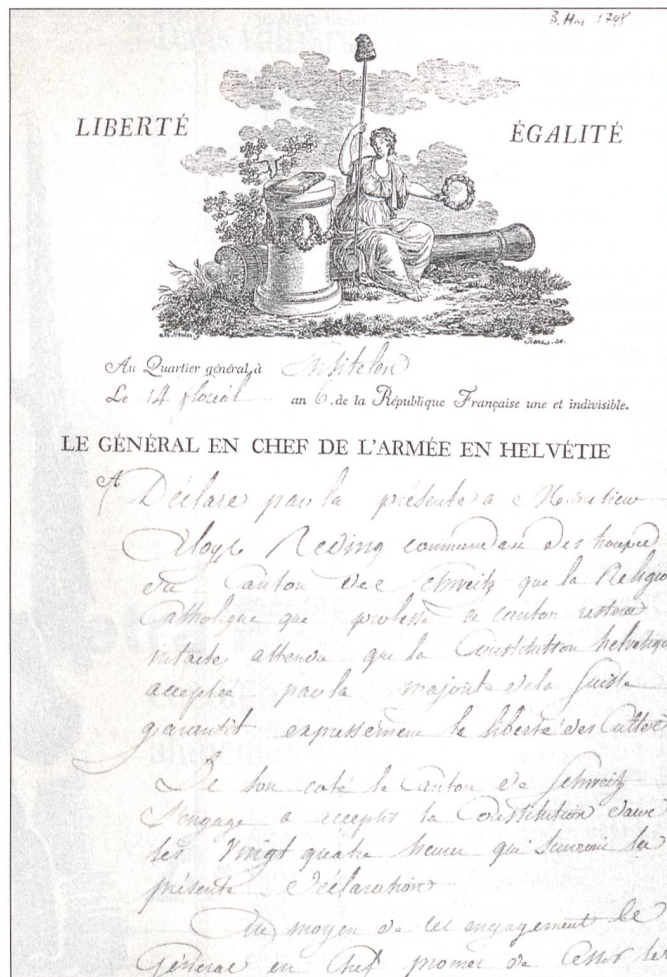 3. Mai 1798
LIBERTÉ ÉGALITÉ
Au Quartier général, à
Le 14 floréal an 6. de la République Française une et indivisible.
LE GÉNÉRAL EN CHEF DE L'ARMÉE EN HELVÉTIE
A
Déclare par la présente a Monsieur
Aloys Reding commandant des troupes
du Canton de Schweitz que la Religion
Catholique que professe ce canton restera
intacte attendu que la Constitution helvétique
acceptée par la majorité de la Suisse
garantit expressément la liberté des Cultes
De son coté le Canton de Schweitz
S'engage a accepter la Constitution dans
les vingt quatre heures qui suivront la
présente Déclaration
Au moyen de cet engagement le
Général en Chef promet de Cesser les